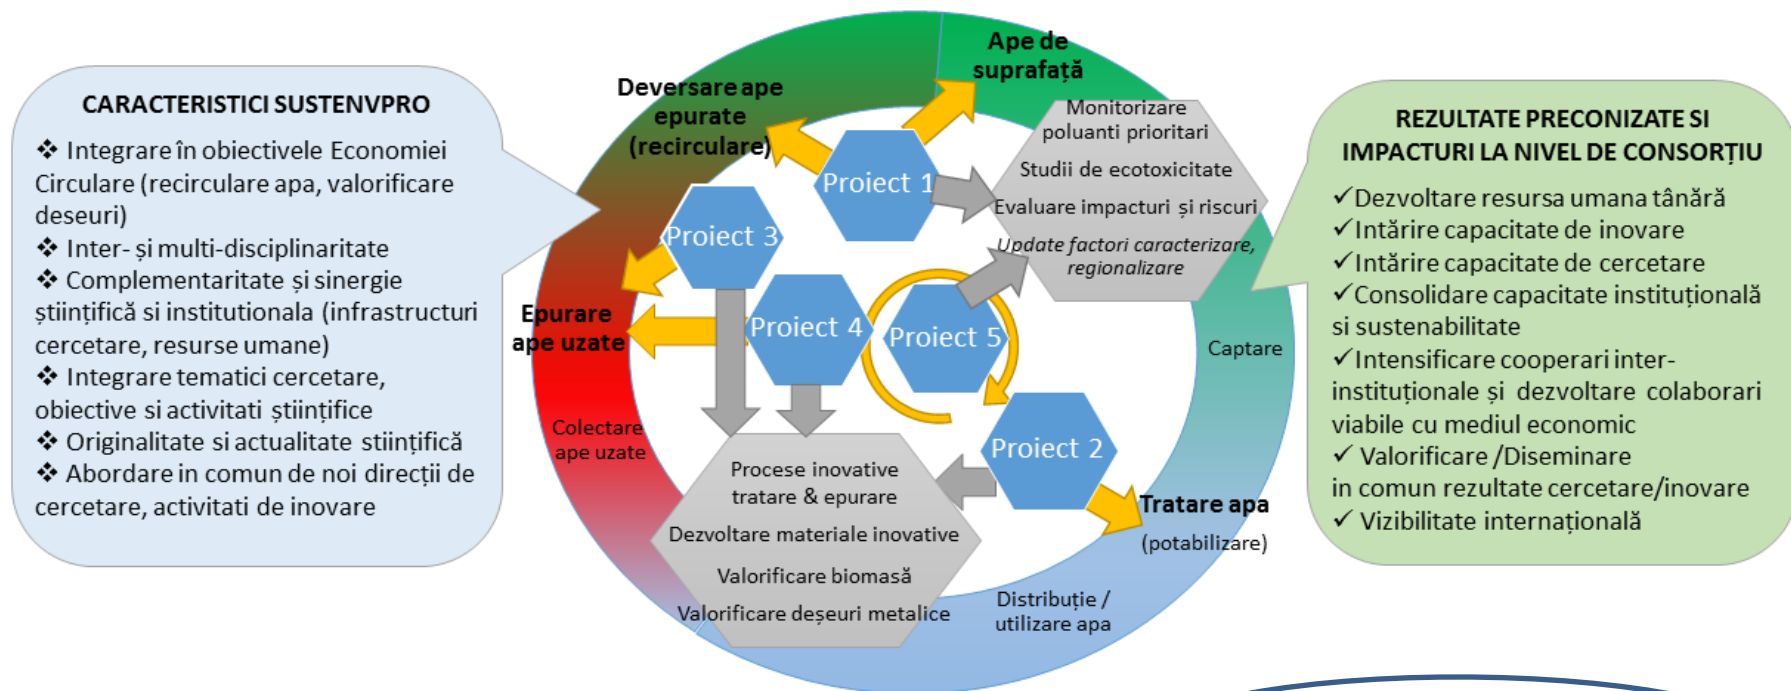 CARACTERISTICI SUSTENVPRO
❖ Integrare în obiectivele Economiei
Circulare (recirculare apa, valorificare
deseuri)
❖ Inter- și multi-disciplinaritate
❖ Complementaritate și sinergie
științifică si institutionala (infrastructuri
cercetare, resurse umane)
❖ Integrare tematici cercetare,
obiective si activitati științifice
❖ Originalitate si actualitate stiințifică
❖ Abordare in comun de noi direcții de
cercetare, activitati de inovare
Deversare ape
epurate
(recirculare)
Ape de
suprafață
Proiect 1
Proiect 3
Proiect 4
Proiect 5
Proiect 2
Monitorizare
poluanti prioritari
Studii de ecotoxicitate
Evaluare impacturi și riscuri
Update factori caracterizare,
regionalizare
Epurare
ape uzate
Colectare
ape uzate
Captare
Procese inovative
tratare & epurare
Dezvoltare materiale inovative
Valorificare biomasă
Valorificare deșeuri metalice
Tratare apa
(potabilizare)
Distribuție /
utilizare apa
REZULTATE PRECONIZATE SI
IMPACTURI LA NIVEL DE CONSORȚIU
✓Dezvoltare resursa umana tânără
✓Intărire capacitate de inovare
✓Intărire capacitate de cercetare
✓Consolidare capacitate instituțională
si sustenabilitate
✓Intensificare cooperari inter-
instituționale și dezvoltare colaborari
viabile cu mediul economic
✓ Valorificare /Diseminare
in comun rezultate cercetare/inovare
✓ Vizibilitate internațională